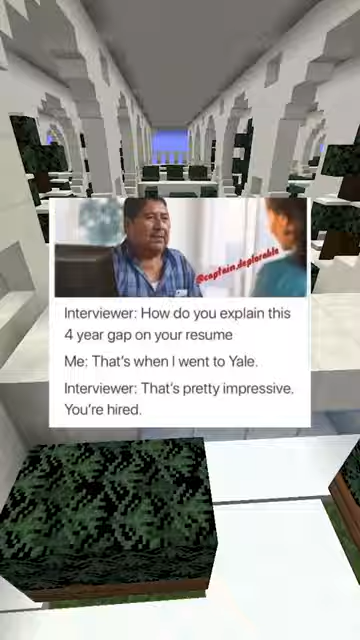 @captain.deplorable
Interviewer: How do you explain this
4 year gap on your resume
Me: That's when I went to Yale.
Interviewer: That's pretty impressive.
You're hired.